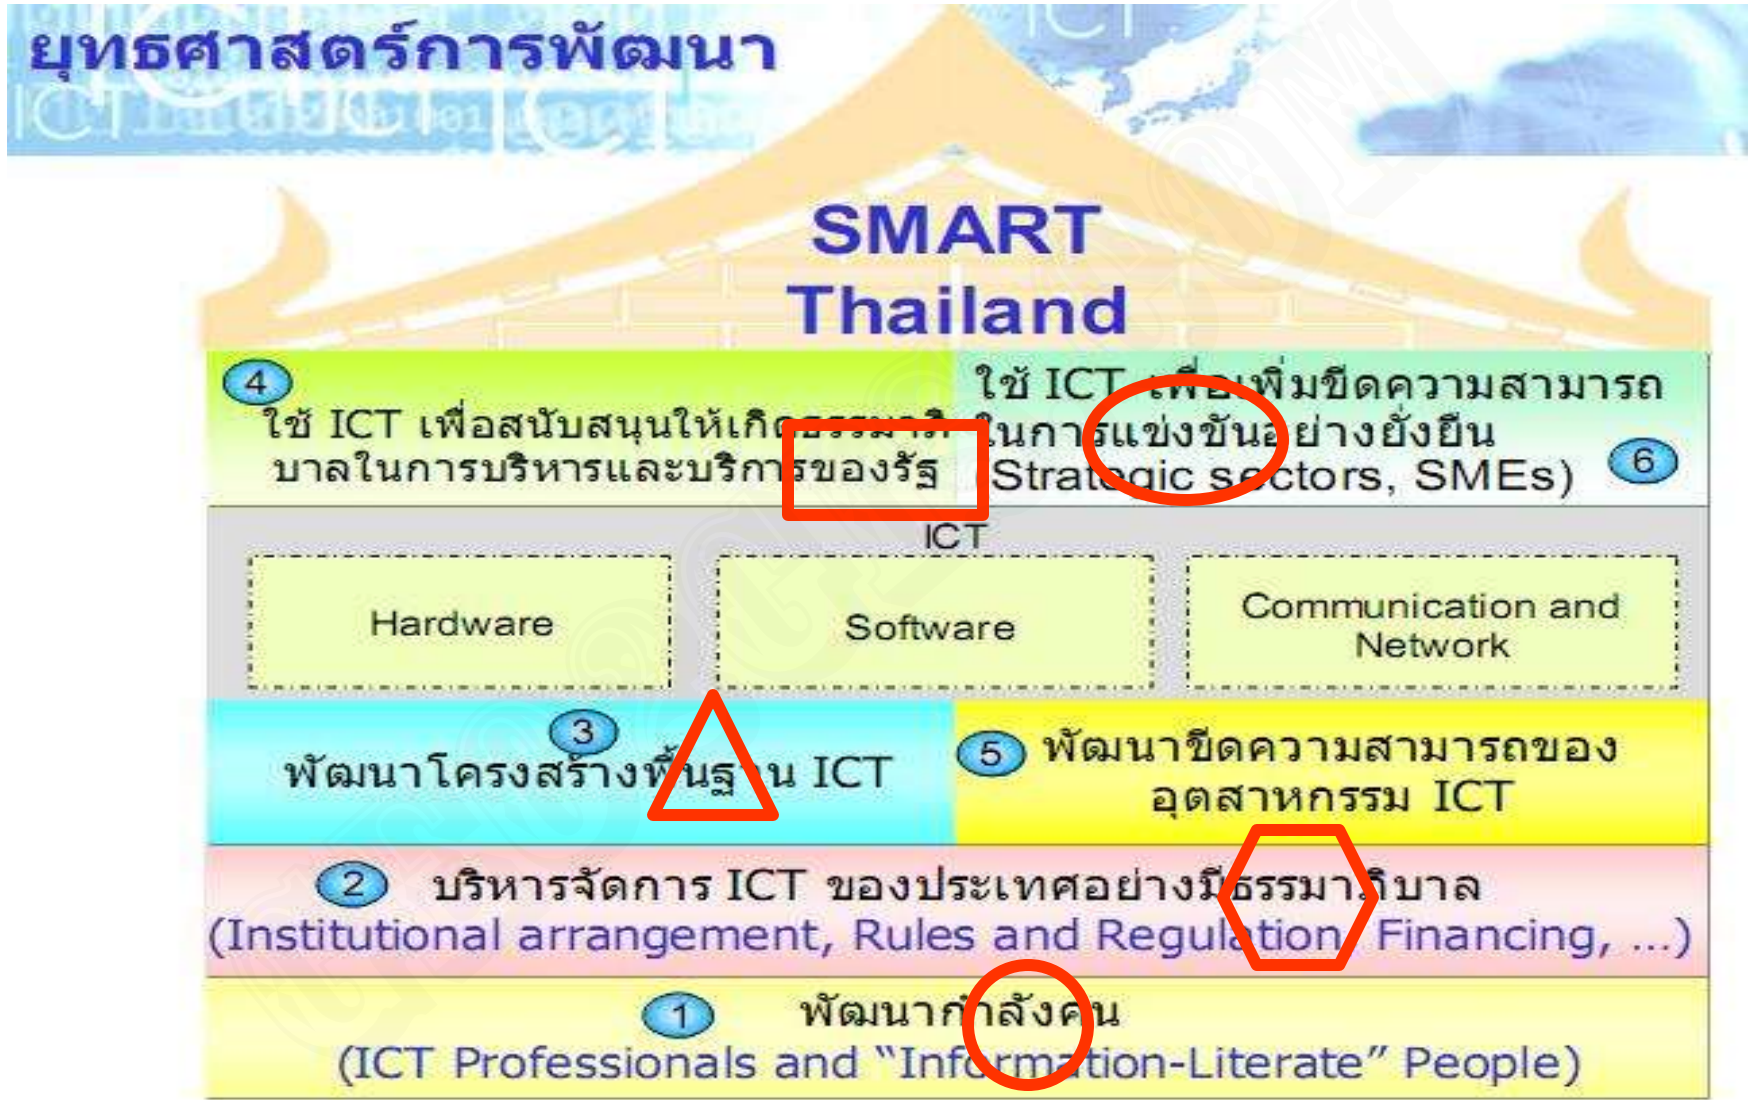 ยุทธศาสตร์การพัฒนา
SMART
Thailand
4
ใช้ ICT เพื่อสนับสนุนให้เกิดธรรมาภิ
บาลในการบริหารและบริการของรัฐ
ใช้ ICT เพื่อเพิ่มขีดความสามารถ
ในการแข่งขันอย่างยั่งยืน
(Strategic sectors, SMEs)
6
ICT
Hardware
Software
Communication and
Network
3
พัฒนาโครงสร้างพื้นฐาน ICT
5 พัฒนาขีดความสามารถของ
อุตสาหกรรม ICT
2 บริหารจัดการ ICT ของประเทศอย่างมีธรรมาภิบาล
(Institutional arrangement, Rules and Regulation, Financing, ...)
1 พัฒนากำลังคน
(ICT Professionals and “Information-Literate” People)